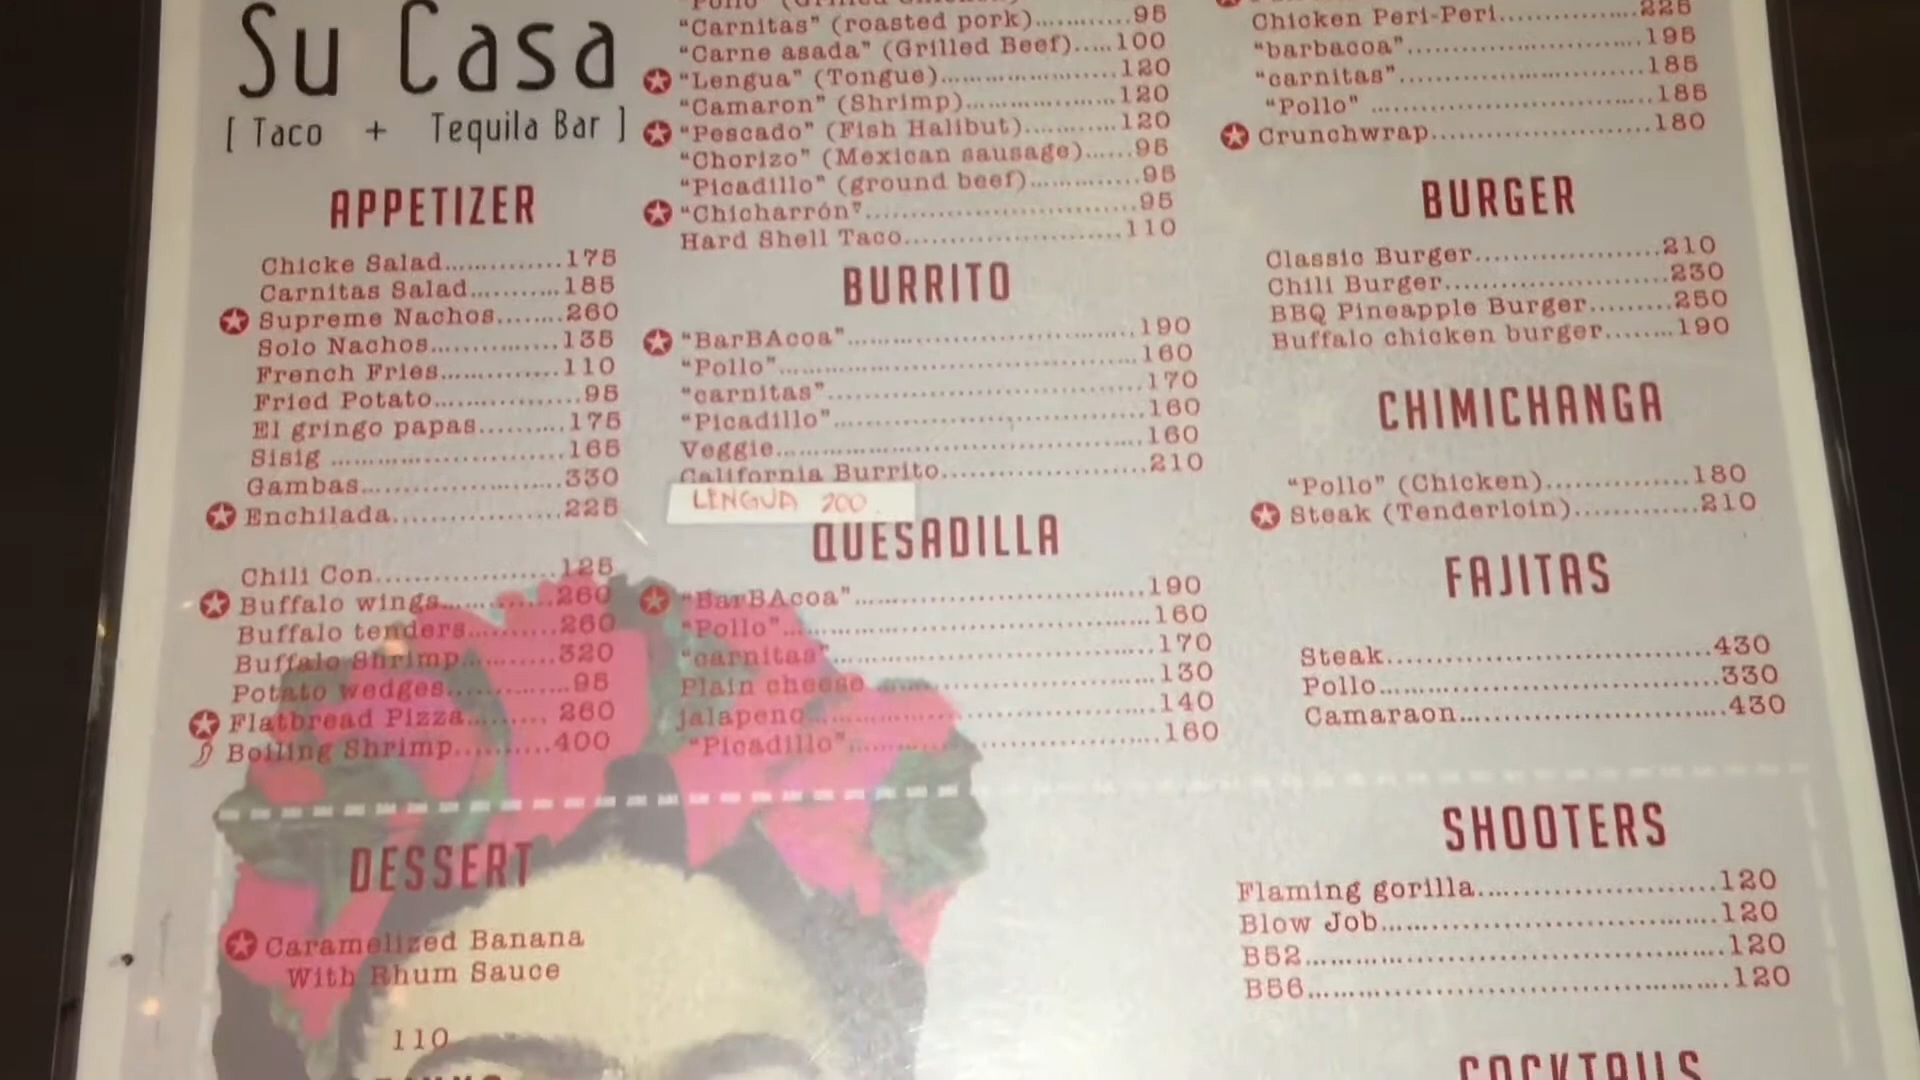 Su Casa
[ Taco + Tequila Bar ]
APPETIZER
Chicke Salad..............175
Carnitas Salad...........185
Supreme Nachos........260
Solo Nachos................135
French Fries...............110
Fried Potato..................95
El gringo papas..........175
Sisig .............................165
Gambas.........................330
Enchilada.....................225
Chili Con......................125
Buffalo wings..............260
Buffalo tenders...........260
Buffalo Shrimp............320
Potato wedges...............95
Flatbread Pizza......... 260
Boiling Shrimp............400
DESSERT
Caramelized Banana
With Rhum Sauce
110
"Carnitas" (roasted pork)............95
"Carne asada" (Grilled Beef).....100
"Lengua" (Tongue)......................120
"Camaron" (Shrimp)...................120
"Pescado" (Fish Halibut)...........120
"Chorizo" (Mexican sausage)......95
"Picadillo" (ground beef).............95
"Chicharrón"................................95
Hard Shell Taco..........................110
BURRITO
"BarBAcoa"..................................190
"Pollo"..........................................160
"carnitas"....................................170
"Picadillo"...................................160
Veggie...........................................160
California Burrito........................210
LENGUA 200
QUESADILLA
"BarBAcoa"..................................190
"Pollo"..........................................160
"carnitas"....................................170
Plain cheese ................................130
jalapeno.......................................140
"Picadillo"....................................160
Chicken Peri-Peri.................225
"barbacoa"...........................195
"carnitas"............................185
"Pollo" .................................185
Crunchwrap.........................180
BURGER
Classic Burger.....................210
Chili Burger.........................230
BBQ Pineapple Burger.........250
Buffalo chicken burger........190
CHIMICHANGA
"Pollo" (Chicken)................180
Steak (Tenderloin).............210
FAJITAS
Steak....................................430
Pollo.....................................330
Camaraon.............................430
SHOOTERS
Flaming gorilla.........................120
Blow Job....................................120
B52............................................120
B56............................................120
COCKTAILS